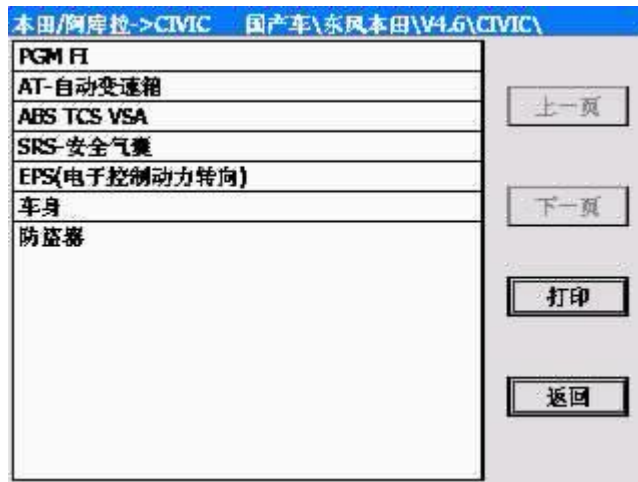 本田/阿库拉->CIVIC 国产车\东风本田\V4.6\CIVIC\
PGM FI
AT-自动变速箱
ABS TCS VSA
SRS-安全气囊
EPS(电子控制动力转向)
车身
防盗器
上一页
下一页
打印
返回